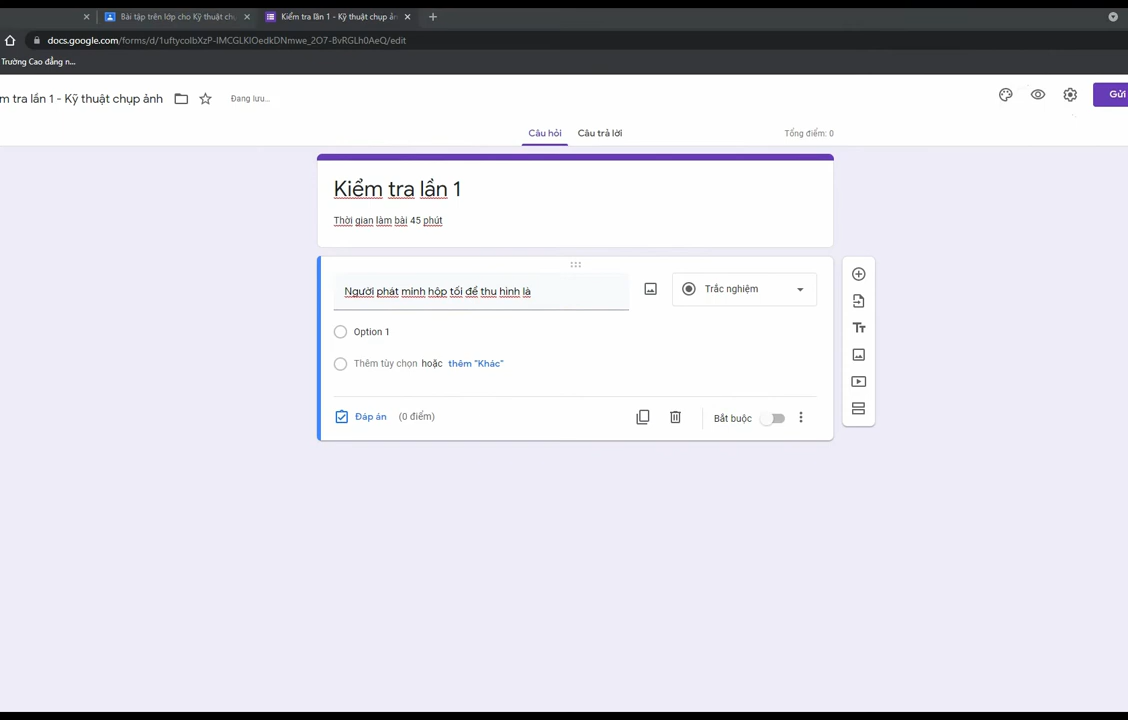 Bài tập trên lớp cho Kỹ thuật ch
Kiểm tra lần 1 - Kỹ thuật chụp ản
docs.google.com/forms/d/1uftycolbXzP-IMCGLKIOedkDNmwe_2O7-BvRGLh0AeQ/edit
Trường Cao đẳng n...
m tra lần 1 - Kỹ thuật chụp ảnh
Đang lưu...
Gửi
Câu hỏi
Câu trả lời
Tổng điểm: 0
Kiểm tra lần 1
Thời gian làm bài 45 phút
Người phát minh hộp tối để thu hình là
Trắc nghiệm
Option 1
Thêm tùy chọn hoặc thêm "Khác"
Đáp án (0 điểm)
Bắt buộc
Tт